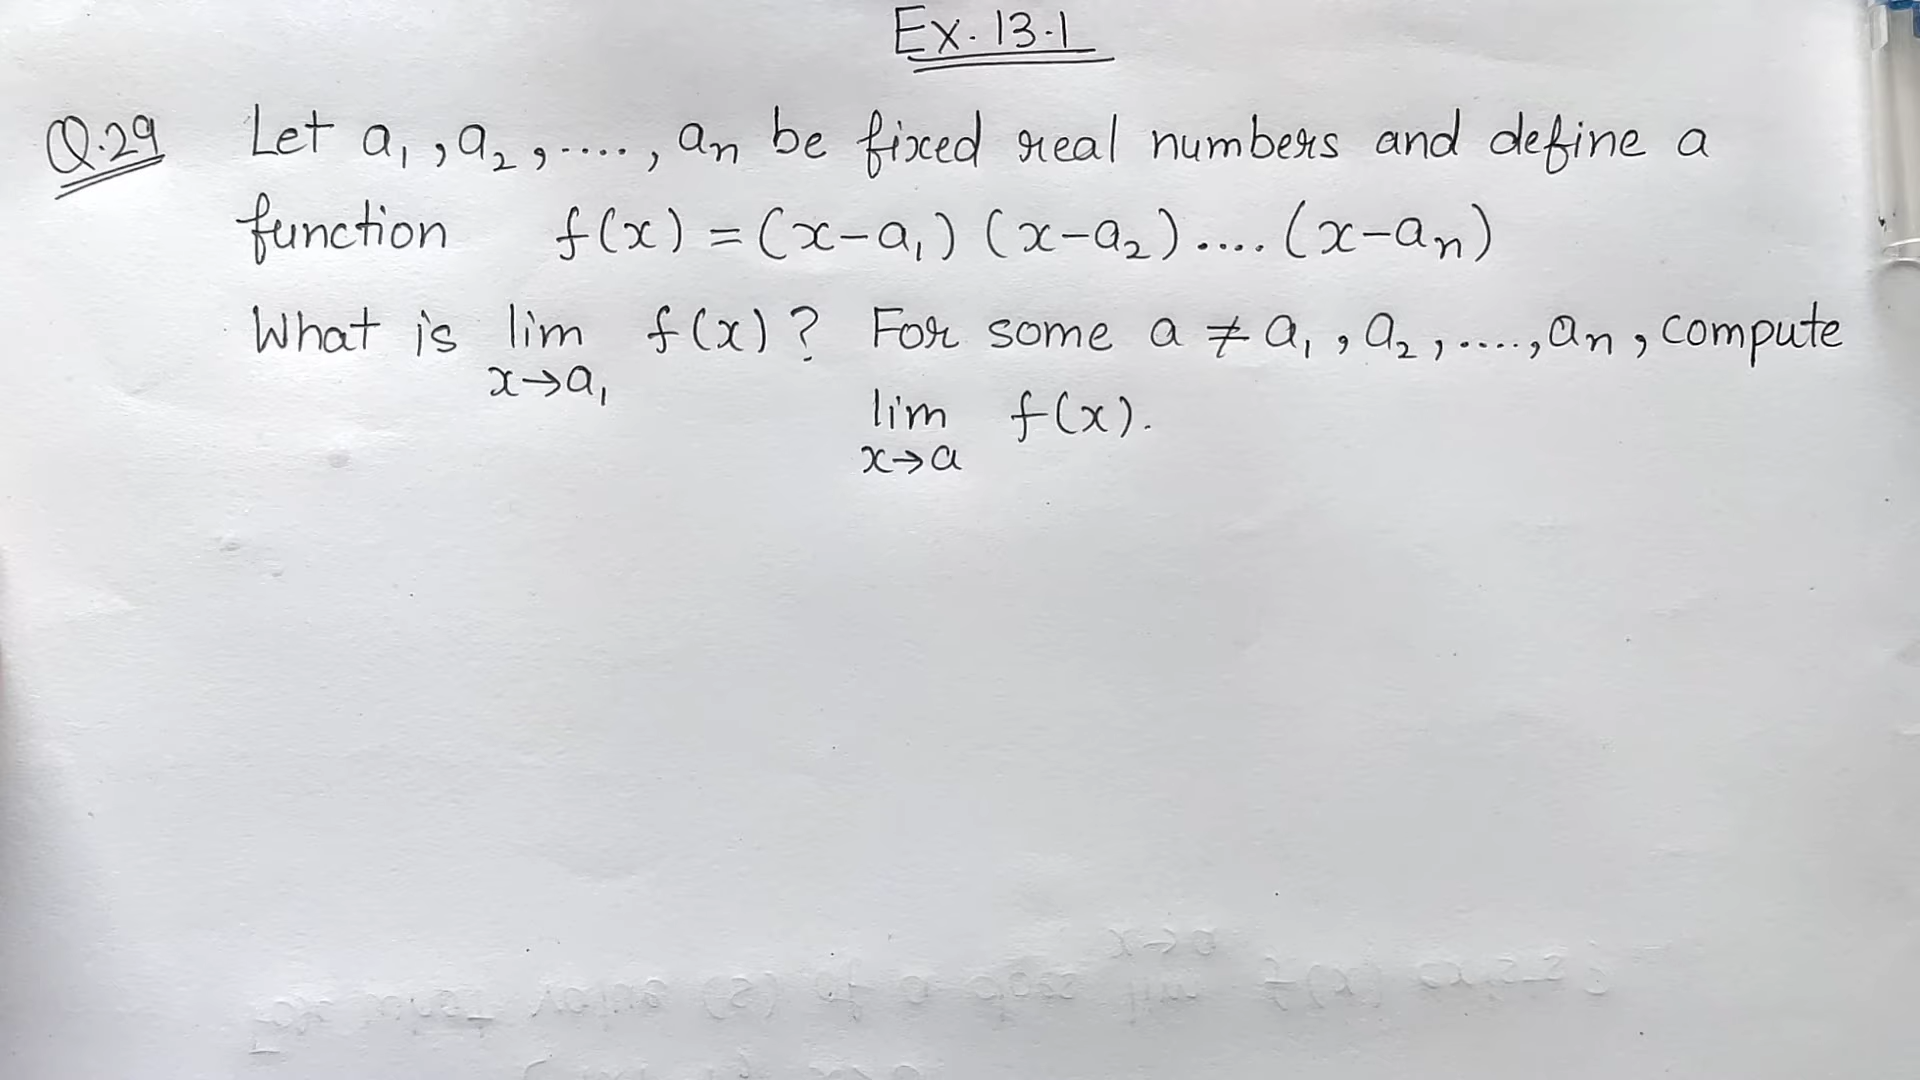 Ex. 13.1
Q.29 Let a₁, a₂, ...., aₙ be fixed real numbers and define a
function f(x) = (x-a₁) (x-a₂) .... (x-aₙ)
What is lim f(x)? For some a ≠ a₁, a₂, ...., aₙ, compute
x→a₁
lim f(x).
x→a